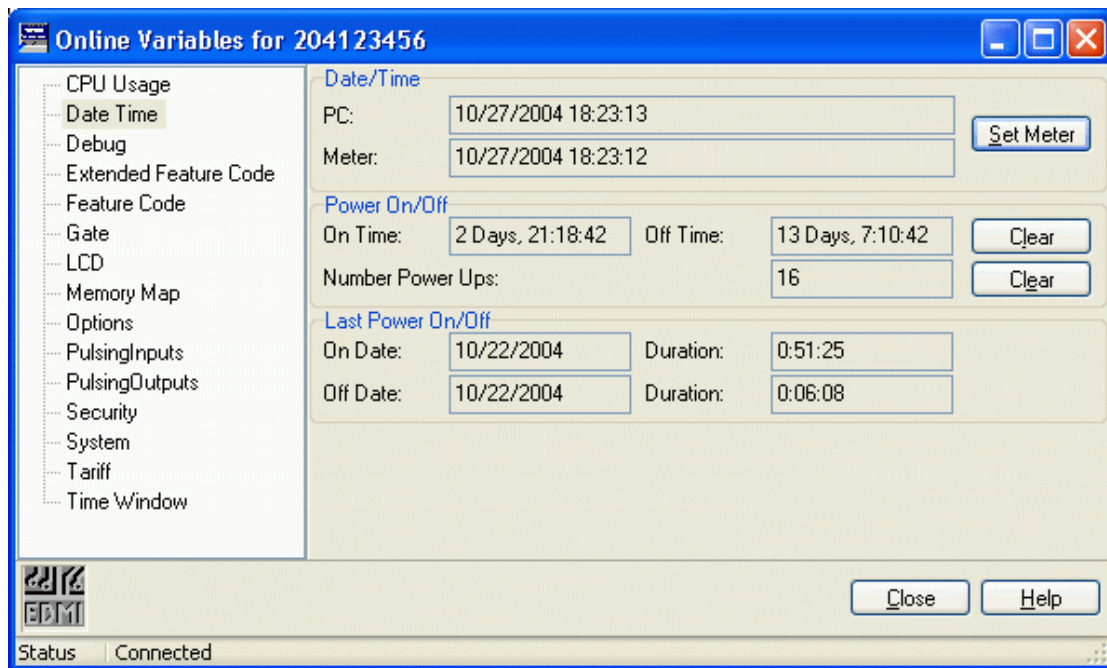 Online Variables for 204123456
CPU Usage
Date Time
Debug
Extended Feature Code
Feature Code
Gate
LCD
Memory Map
Options
PulsingInputs
PulsingOutputs
Security
System
Tariff
Time Window
Date/Time
PC: 10/27/2004 18:23:13
Meter: 10/27/2004 18:23:12
Set Meter
Power On/Off
On Time: 2 Days, 21:18:42 Off Time: 13 Days, 7:10:42 Clear
Number Power Ups: 16 Clear
Last Power On/Off
On Date: 10/22/2004 Duration: 0:51:25
Off Date: 10/22/2004 Duration: 0:06:08
EDMI
Close Help
Status Connected